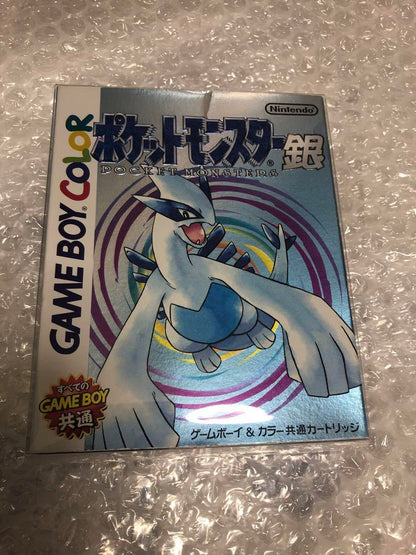 GAME BOY COLOR
Nintendo
ポケットモンスター銀
POCKET MONSTERS
すべての
GAME BOY
共通
ゲームボーイ & カラー 共通カートリッジ